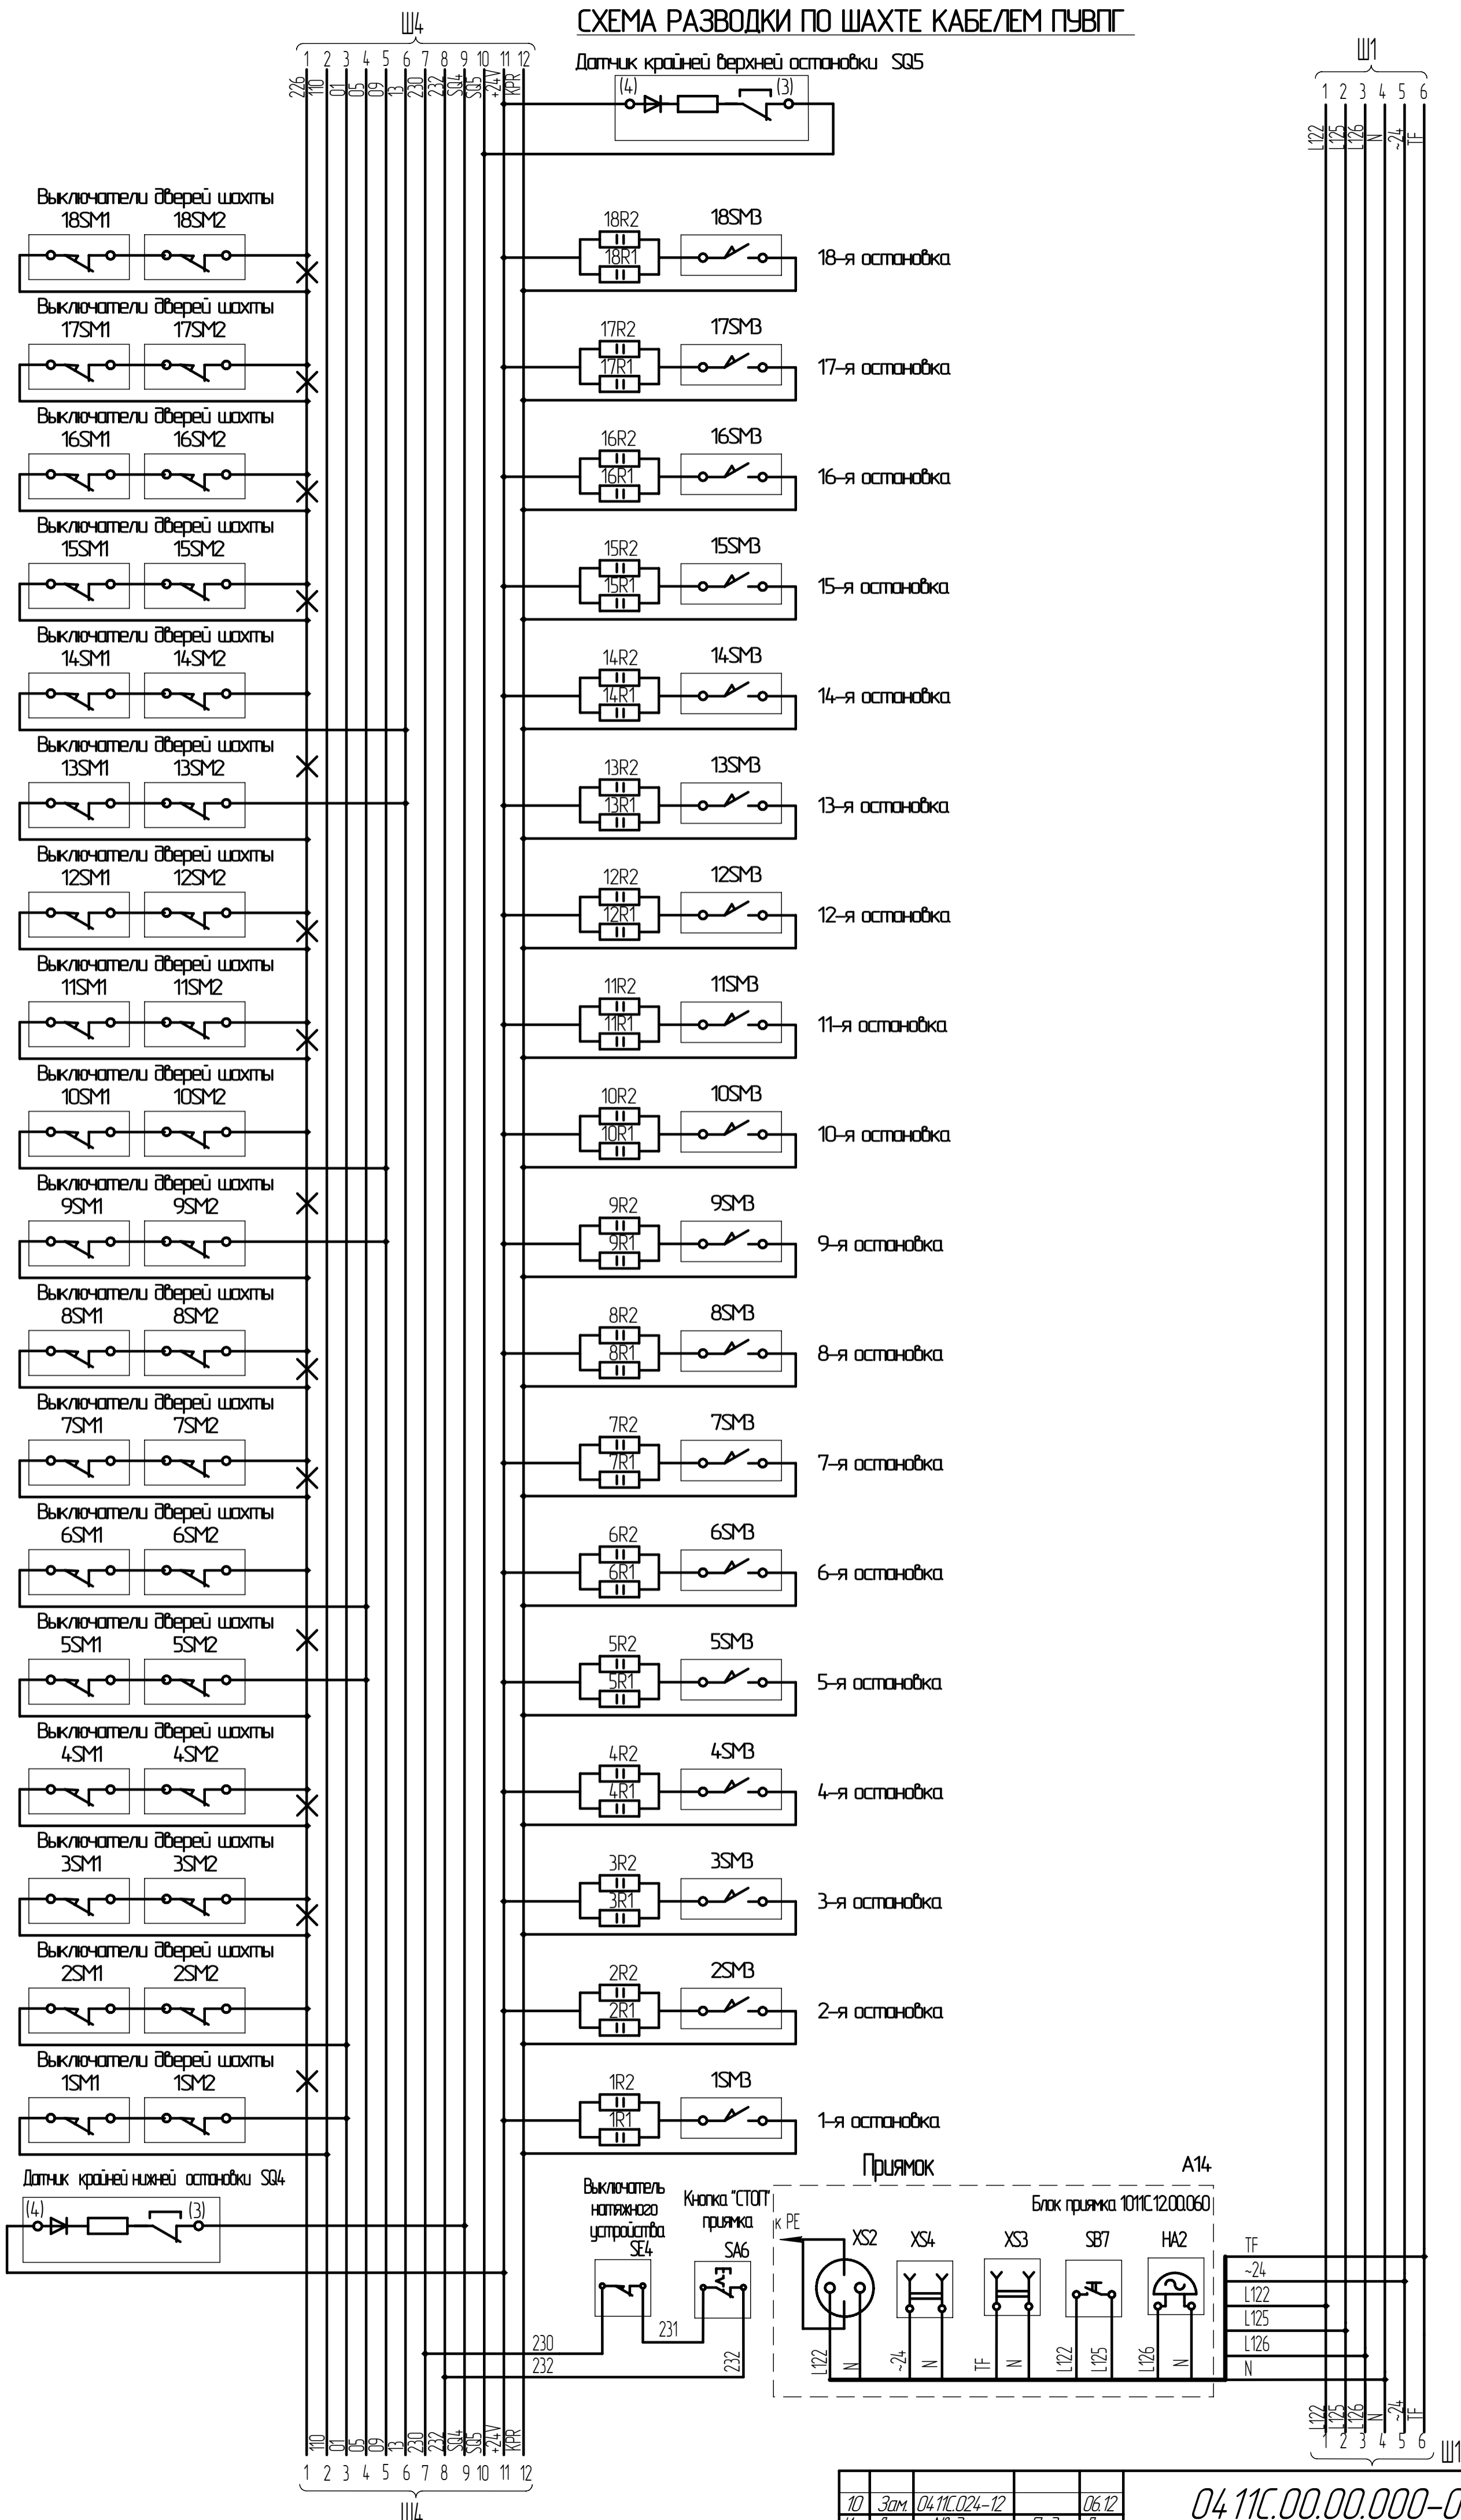 СХЕМА РАЗВОДКИ ПО ШАХТЕ КАБЕЛЕМ ПУВПГ
Ш4
1 2 3 4 5 6 7 8 9 10 11 12
226 110 01 05 09 13 230 232 SQ4 SQ5 +24V KPR
Датчик крайней верхней остановки SQ5
(4) (3)
Ш1
1 2 3 4 5 6
L122 L125 L126 N ~24 TF
Выключатели дверей шахты
18SM1 18SM2
18R2 18SM3
18R1
18-я остановка
Выключатели дверей шахты
17SM1 17SM2
17R2 17SM3
17R1
17-я остановка
Выключатели дверей шахты
16SM1 16SM2
16R2 16SM3
16R1
16-я остановка
Выключатели дверей шахты
15SM1 15SM2
15R2 15SM3
15R1
15-я остановка
Выключатели дверей шахты
14SM1 14SM2
14R2 14SM3
14R1
14-я остановка
Выключатели дверей шахты
13SM1 13SM2
13R2 13SM3
13R1
13-я остановка
Выключатели дверей шахты
12SM1 12SM2
12R2 12SM3
12R1
12-я остановка
Выключатели дверей шахты
11SM1 11SM2
11R2 11SM3
11R1
11-я остановка
Выключатели дверей шахты
10SM1 10SM2
10R2 10SM3
10R1
10-я остановка
Выключатели дверей шахты
9SM1 9SM2
9R2 9SM3
9R1
9-я остановка
Выключатели дверей шахты
8SM1 8SM2
8R2 8SM3
8R1
8-я остановка
Выключатели дверей шахты
7SM1 7SM2
7R2 7SM3
7R1
7-я остановка
Выключатели дверей шахты
6SM1 6SM2
6R2 6SM3
6R1
6-я остановка
Выключатели дверей шахты
5SM1 5SM2
5R2 5SM3
5R1
5-я остановка
Выключатели дверей шахты
4SM1 4SM2
4R2 4SM3
4R1
4-я остановка
Выключатели дверей шахты
3SM1 3SM2
3R2 3SM3
3R1
3-я остановка
Выключатели дверей шахты
2SM1 2SM2
2R2 2SM3
2R1
2-я остановка
Выключатели дверей шахты
1SM1 1SM2
1R2 1SM3
1R1
1-я остановка
Датчик крайней нижней остановки SQ4
(4) (3)
Выключатель
натяжного
устройства
SE4
Кнопка "СТОП"
приямка
SA6
231
230
232
232
Приямок
A14
Блок приямка 1011С.12.00.060
к PE
XS2 XS4 XS3 SB7 HA2
L122 N ~24 N TF N L122 L125 L126 N
TF
~24
L122
L125
L126
N
L122 L125 L126 N ~24 TF
1 2 3 4 5 6
Ш1
110 01 05 09 13 230 232 SQ4 SQ5 +24V KPR
1 2 3 4 5 6 7 8 9 10 11 12
Ш4
10 Зам. 0411С.024-12 06.12
0411С.00.00.000-0